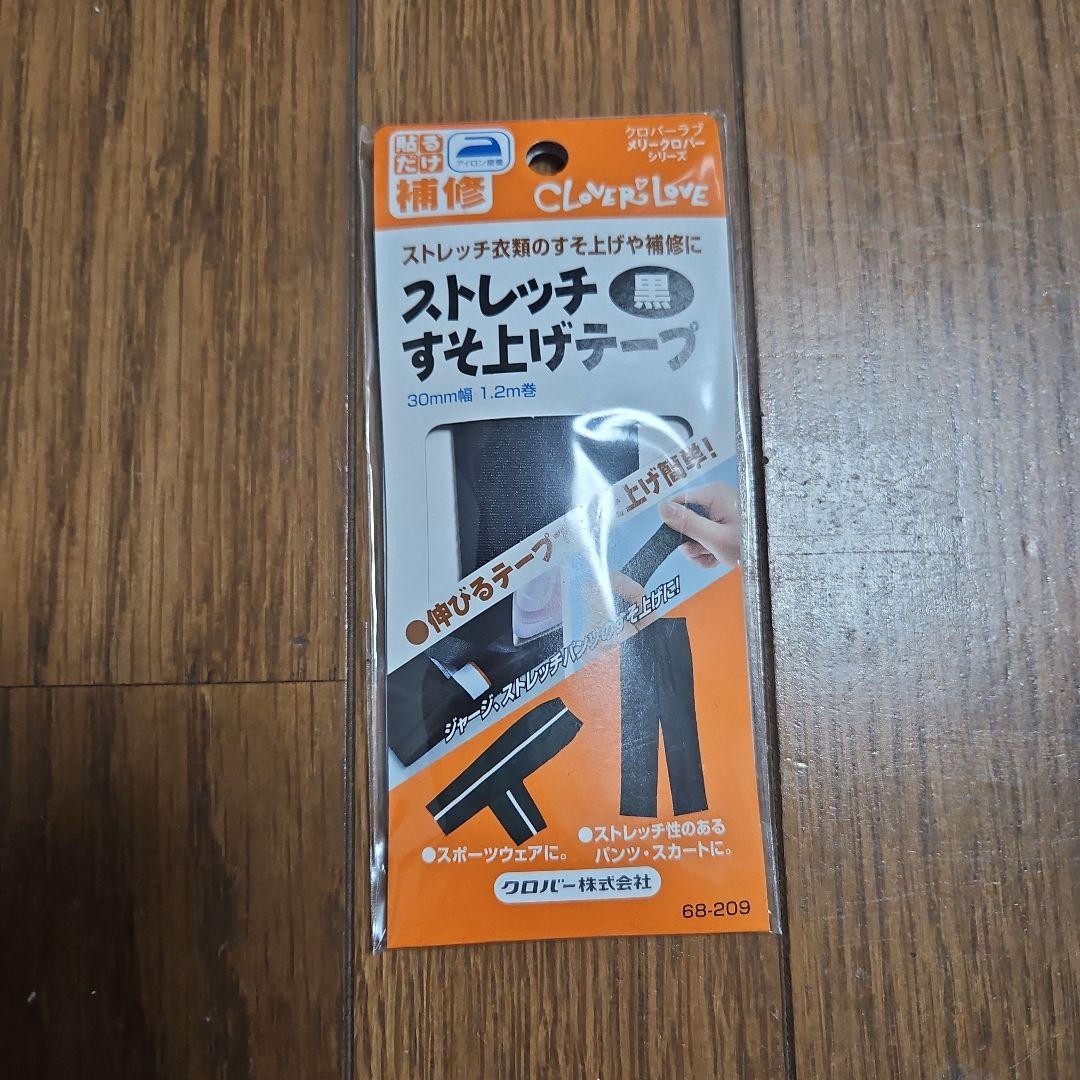 貼る
だけ
補修
アイロン接着
クロバーラブ
メリークロバー
シリーズ
CLOVER LOVE
ストレッチ衣類のすそ上げや補修に
ストレッチ 黒
すそ上げテープ
30mm幅 1.2m巻
●伸びるテープ
上げ簡単!
ジャージ、ストレッチパンツのすそ上げに!
●スポーツウェアに。
●ストレッチ性のある
パンツ・スカートに。
クロバー株式会社
68-209